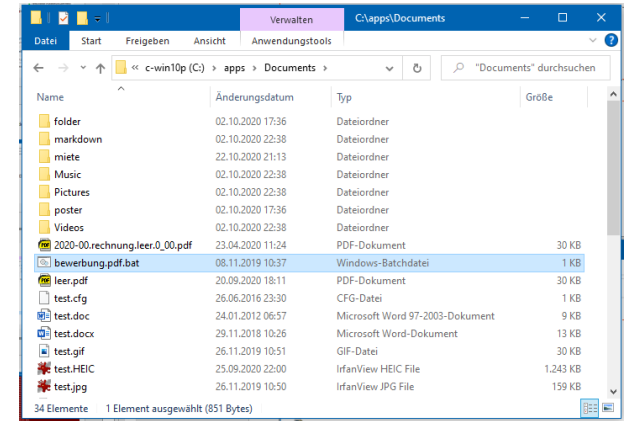 Verwalten C:\apps\Documents
Datei Start Freigeben Ansicht Anwendungstools
« c-win10p (C:) › apps › Documents › "Documents" durchsuchen
Name Änderungsdatum Typ Größe
folder 02.10.2020 17:36 Dateiordner
markdown 02.10.2020 22:38 Dateiordner
miete 22.10.2020 21:13 Dateiordner
Music 02.10.2020 22:38 Dateiordner
Pictures 02.10.2020 22:38 Dateiordner
poster 02.10.2020 17:36 Dateiordner
Videos 02.10.2020 22:38 Dateiordner
2020-00.rechnung.leer.0_00.pdf 23.04.2020 11:24 PDF-Dokument 30 KB
bewerbung.pdf.bat 08.11.2019 10:37 Windows-Batchdatei 1 KB
leer.pdf 20.09.2020 18:11 PDF-Dokument 30 KB
test.cfg 26.06.2016 23:30 CFG-Datei 1 KB
test.doc 24.01.2012 06:57 Microsoft Word 97-2003-Dokument 9 KB
test.docx 29.11.2018 10:26 Microsoft Word-Dokument 13 KB
test.gif 26.11.2019 10:51 GIF-Datei 30 KB
test.HEIC 25.09.2020 22:00 IrfanView HEIC File 1.243 KB
test.jpg 26.11.2019 10:50 IrfanView JPG File 159 KB
34 Elemente 1 Element ausgewählt (851 Bytes)